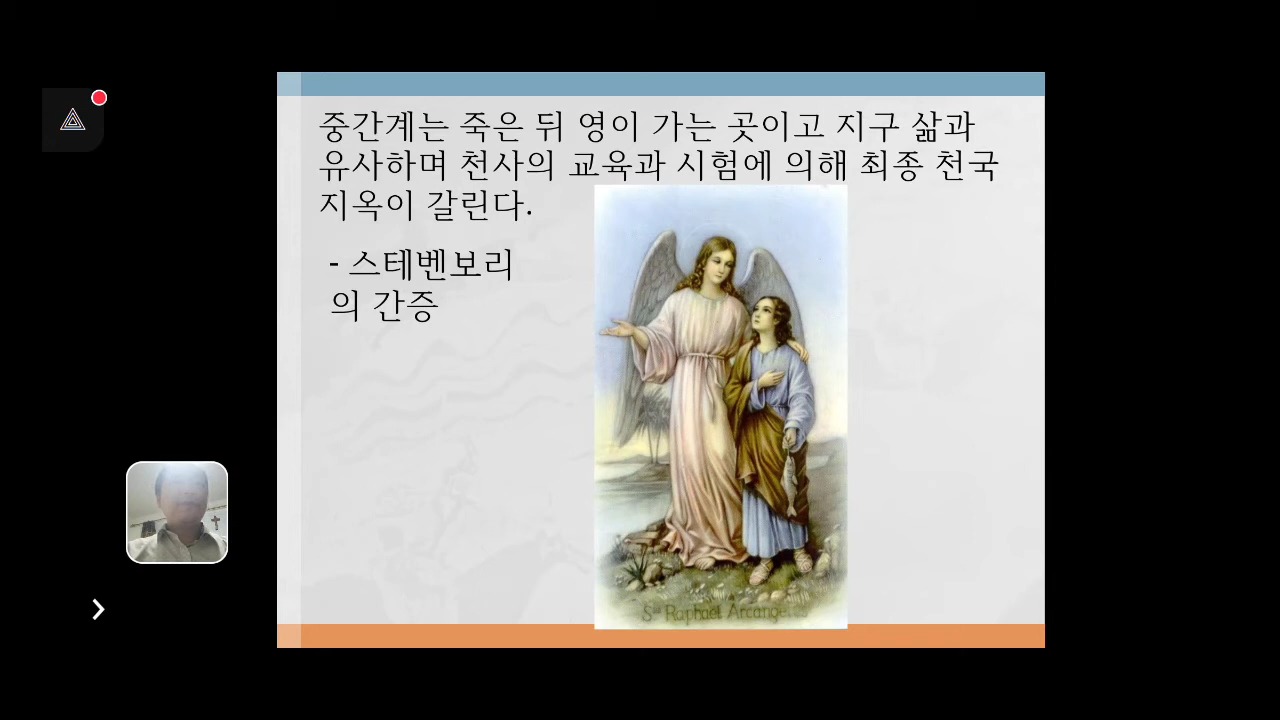 중간계는 죽은 뒤 영이 가는 곳이고 지구 삶과
유사하며 천사의 교육과 시험에 의해 최종 천국
지옥이 갈린다.
- 스테벤보리
의 간증
Raphael Arcange